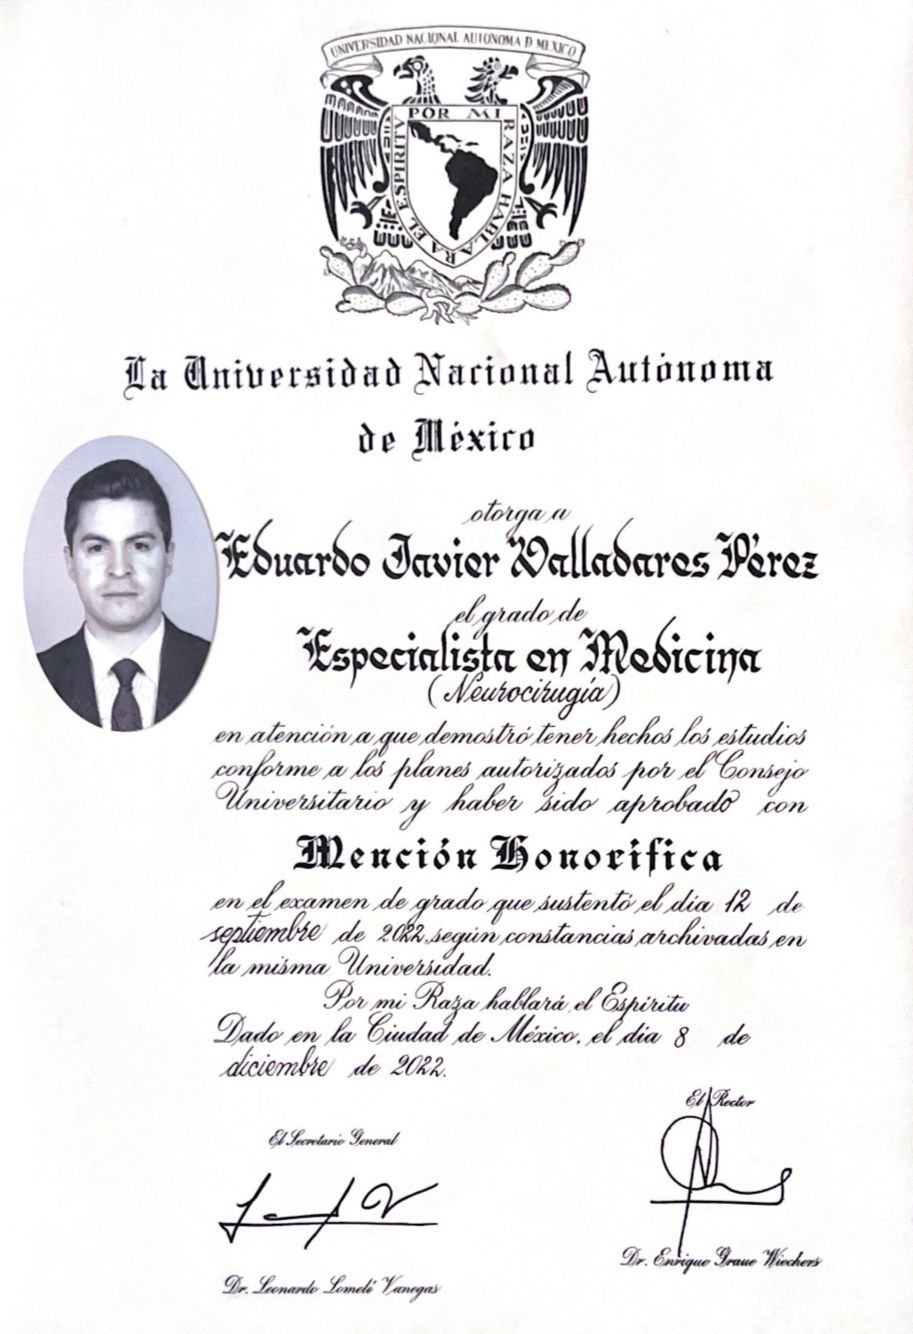 UNIVERSIDAD NACIONAL AUTONOMA D MEXICO
POR MI RAZA HABLARA EL ESPIRITV
La Universidad Nacional Autónoma
de México
otorga a
Eduardo Javier Valladares Pérez
el grado de
Especialista en Medicina
(Neurocirugía)
en atención a que demostró tener hechos los estudios
conforme a los planes autorizados por el Consejo
Universitario y haber sido aprobado con
Mención Honorífica
en el examen de grado que sustentó el día 12 de
septiembre de 2022, según constancias archivadas en
la misma Universidad.
Por mi Raza hablará el Espíritu
Dado en la Ciudad de México, el día 8 de
diciembre de 2022.
El Rector
El Secretario General
Dr. Enrique Graue Wiechers
Dr. Leonardo Lomelí Vanegas